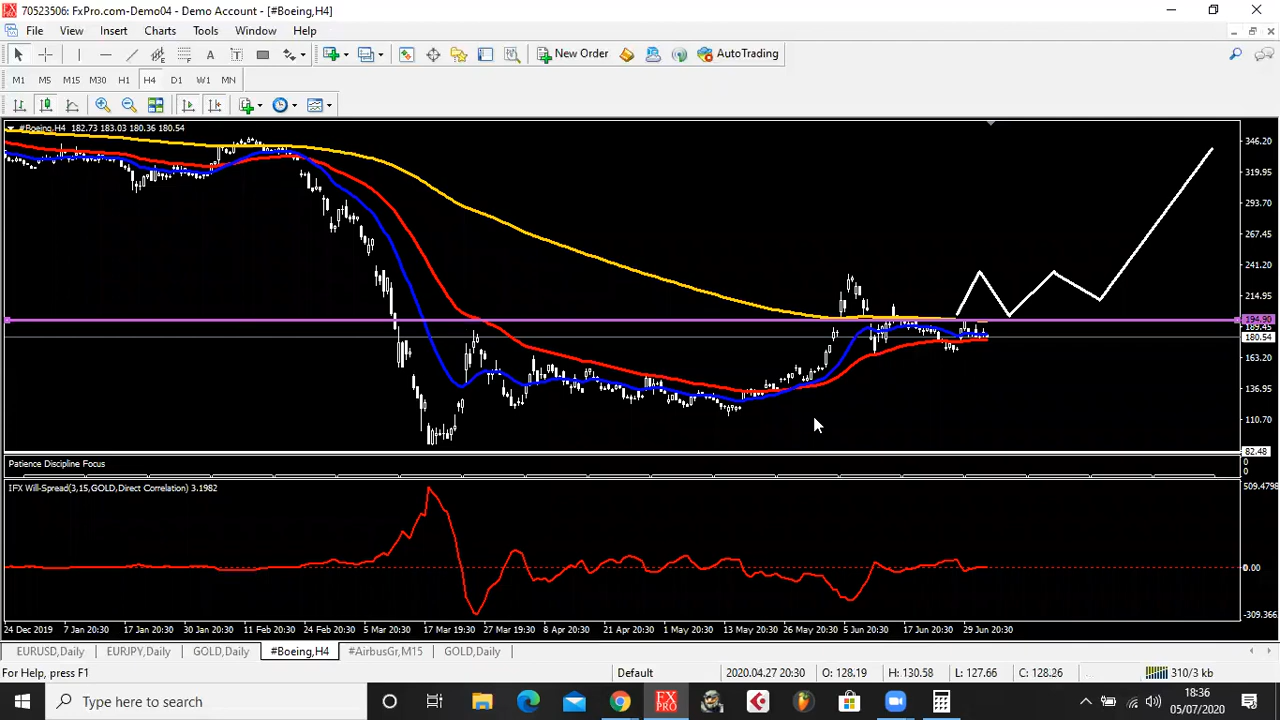 70523506: FxPro.com-Demo04 - Demo Account - [#Boeing,H4]
File View Insert Charts Tools Window Help
New Order AutoTrading
M1 M5 M15 M30 H1 H4 D1 W1 MN
#Boeing,H4 182.73 183.03 180.36 180.54
346.20
319.95
293.70
267.45
241.20
214.95
194.90
189.45
180.54
163.20
136.95
110.70
82.48
Patience Discipline Focus
0
0
IFX Will-Spread(3,15,GOLD,Direct Correlation) 3.1982
509.4798
0.00
-309.366
24 Dec 2019 7 Jan 20:30 17 Jan 20:30 30 Jan 20:30 11 Feb 20:30 24 Feb 20:30 5 Mar 20:30 17 Mar 19:30 27 Mar 19:30 8 Apr 20:30 21 Apr 20:30 1 May 20:30 13 May 20:30 26 May 20:30 5 Jun 20:30 17 Jun 20:30 29 Jun 20:30
EURUSD,Daily EURJPY,Daily GOLD,Daily #Boeing,H4 #AirbusGr,M15 GOLD,Daily
For Help, press F1 Default 2020.04.27 20:30 O: 128.19 H: 130.58 L: 127.66 C: 128.26 310/3 kb
Type here to search
FX PRO
18:36
05/07/2020